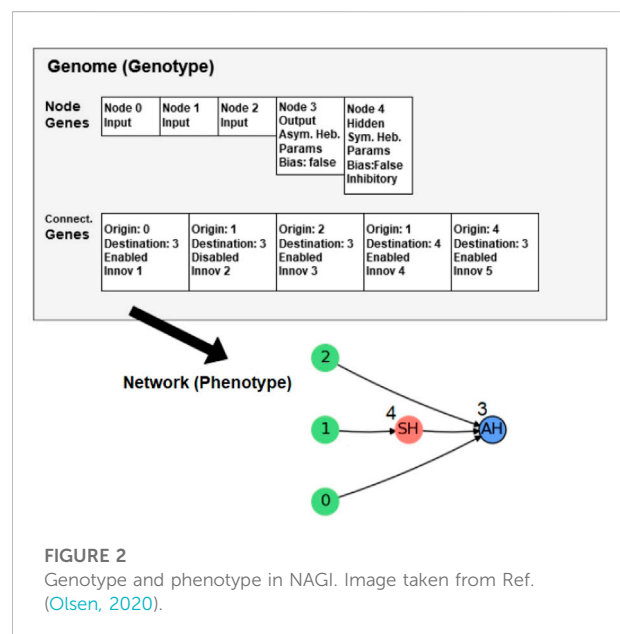 Genome (Genotype)
Node Genes
Node 0
Input
Node 1
Input
Node 2
Input
Node 3
Output
Asym. Heb.
Params
Bias: false
Node 4
Hidden
Sym. Heb.
Params
Bias:False
Inhibitory
Connect.
Genes
Origin: 0
Destination: 3
Enabled
Innov 1
Origin: 1
Destination: 3
Disabled
Innov 2
Origin: 2
Destination: 3
Enabled
Innov 3
Origin: 1
Destination: 4
Enabled
Innov 4
Origin: 4
Destination: 3
Enabled
Innov 5
Network (Phenotype)
2
1
4
SH
3
AH
0
FIGURE 2
Genotype and phenotype in NAGI. Image taken from Ref.
(Olsen, 2020).